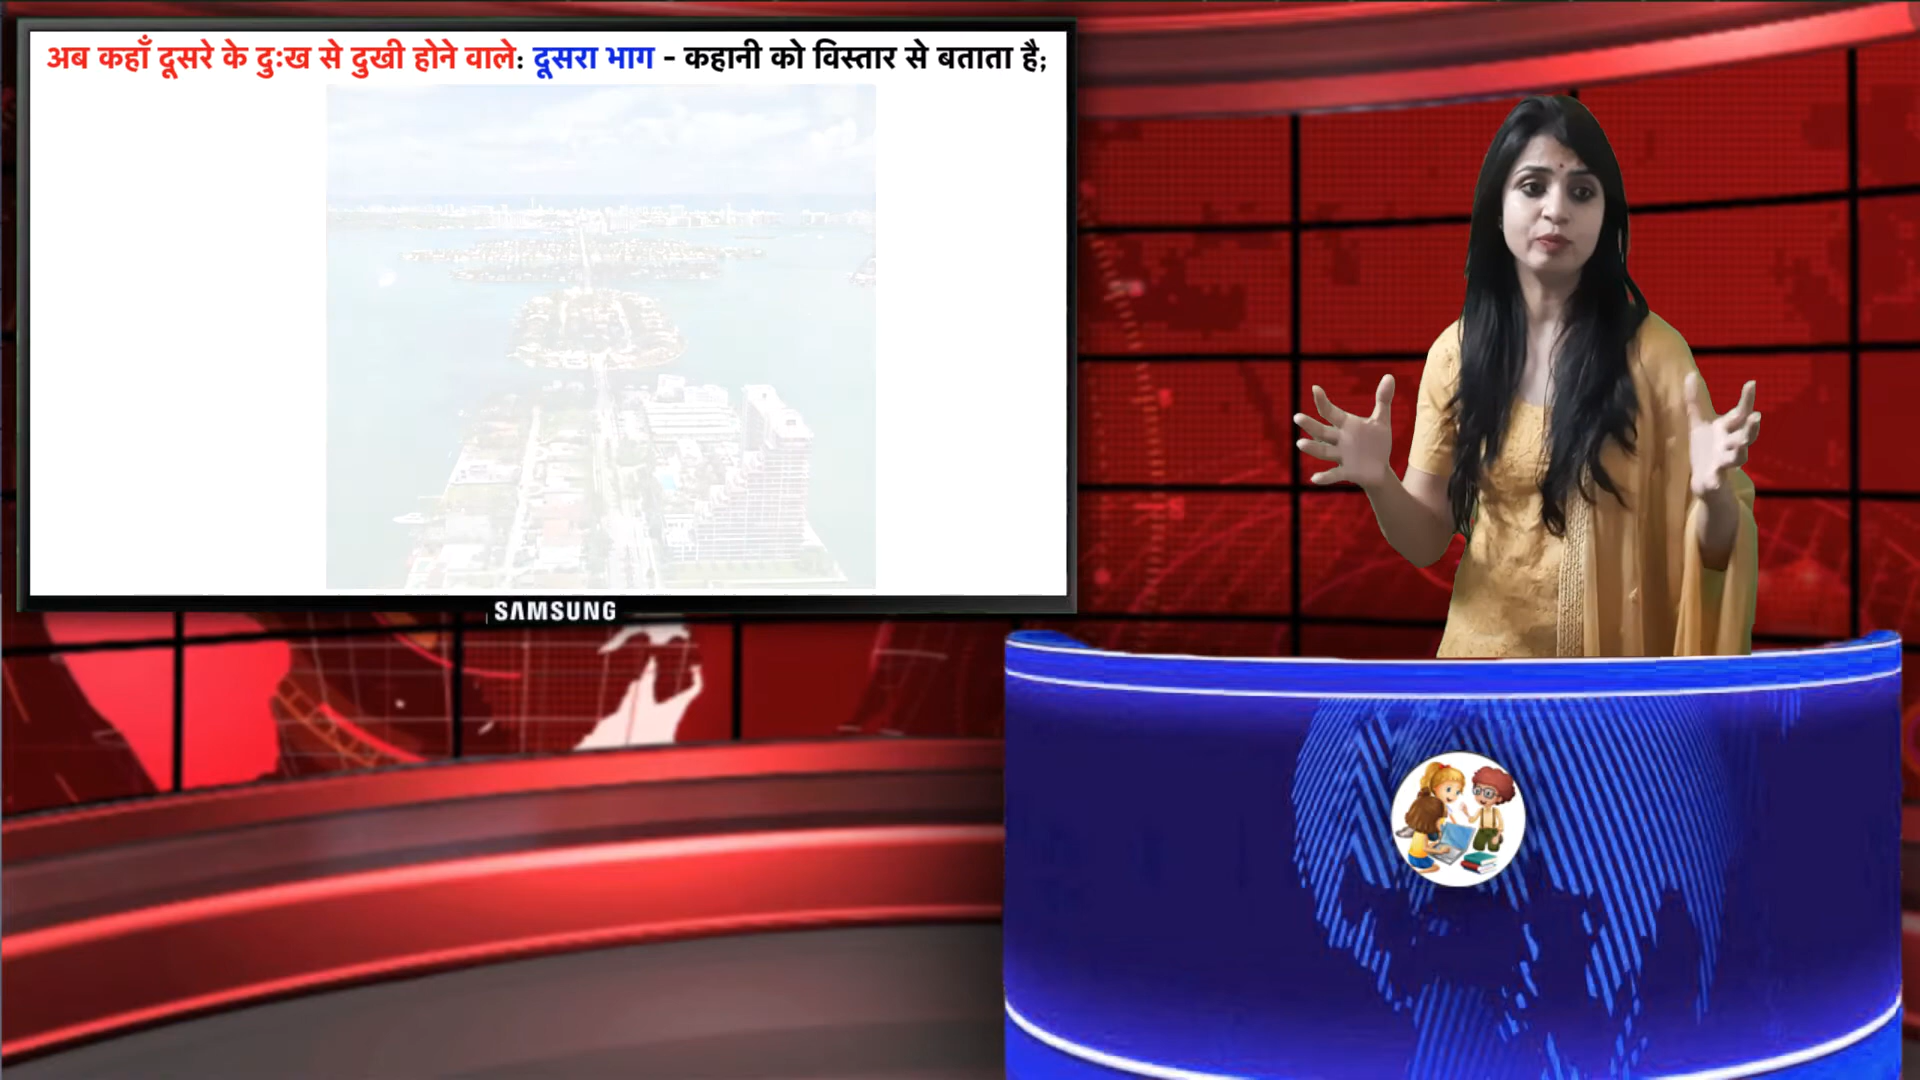 अब कहाँ दूसरे के दुःख से दुखी होने वाले: दूसरा भाग - कहानी को विस्तार से बताता है;
SAMSUNG